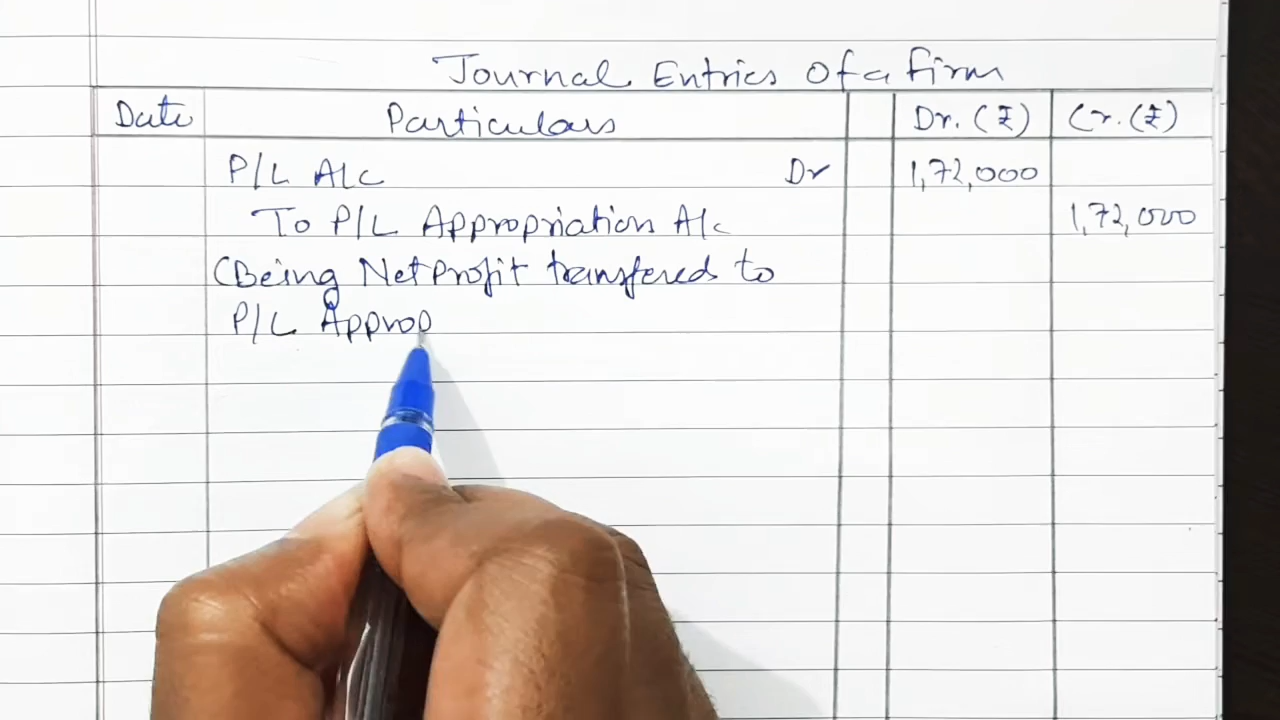 Journal Entries Of a firm
Date Particulars Dr. (₹) Cr. (₹)
P/L A/c Dr 1,72,000
To P/L Appropriation A/c 1,72,000
(Being Net Profit transfered to
P/L Approp